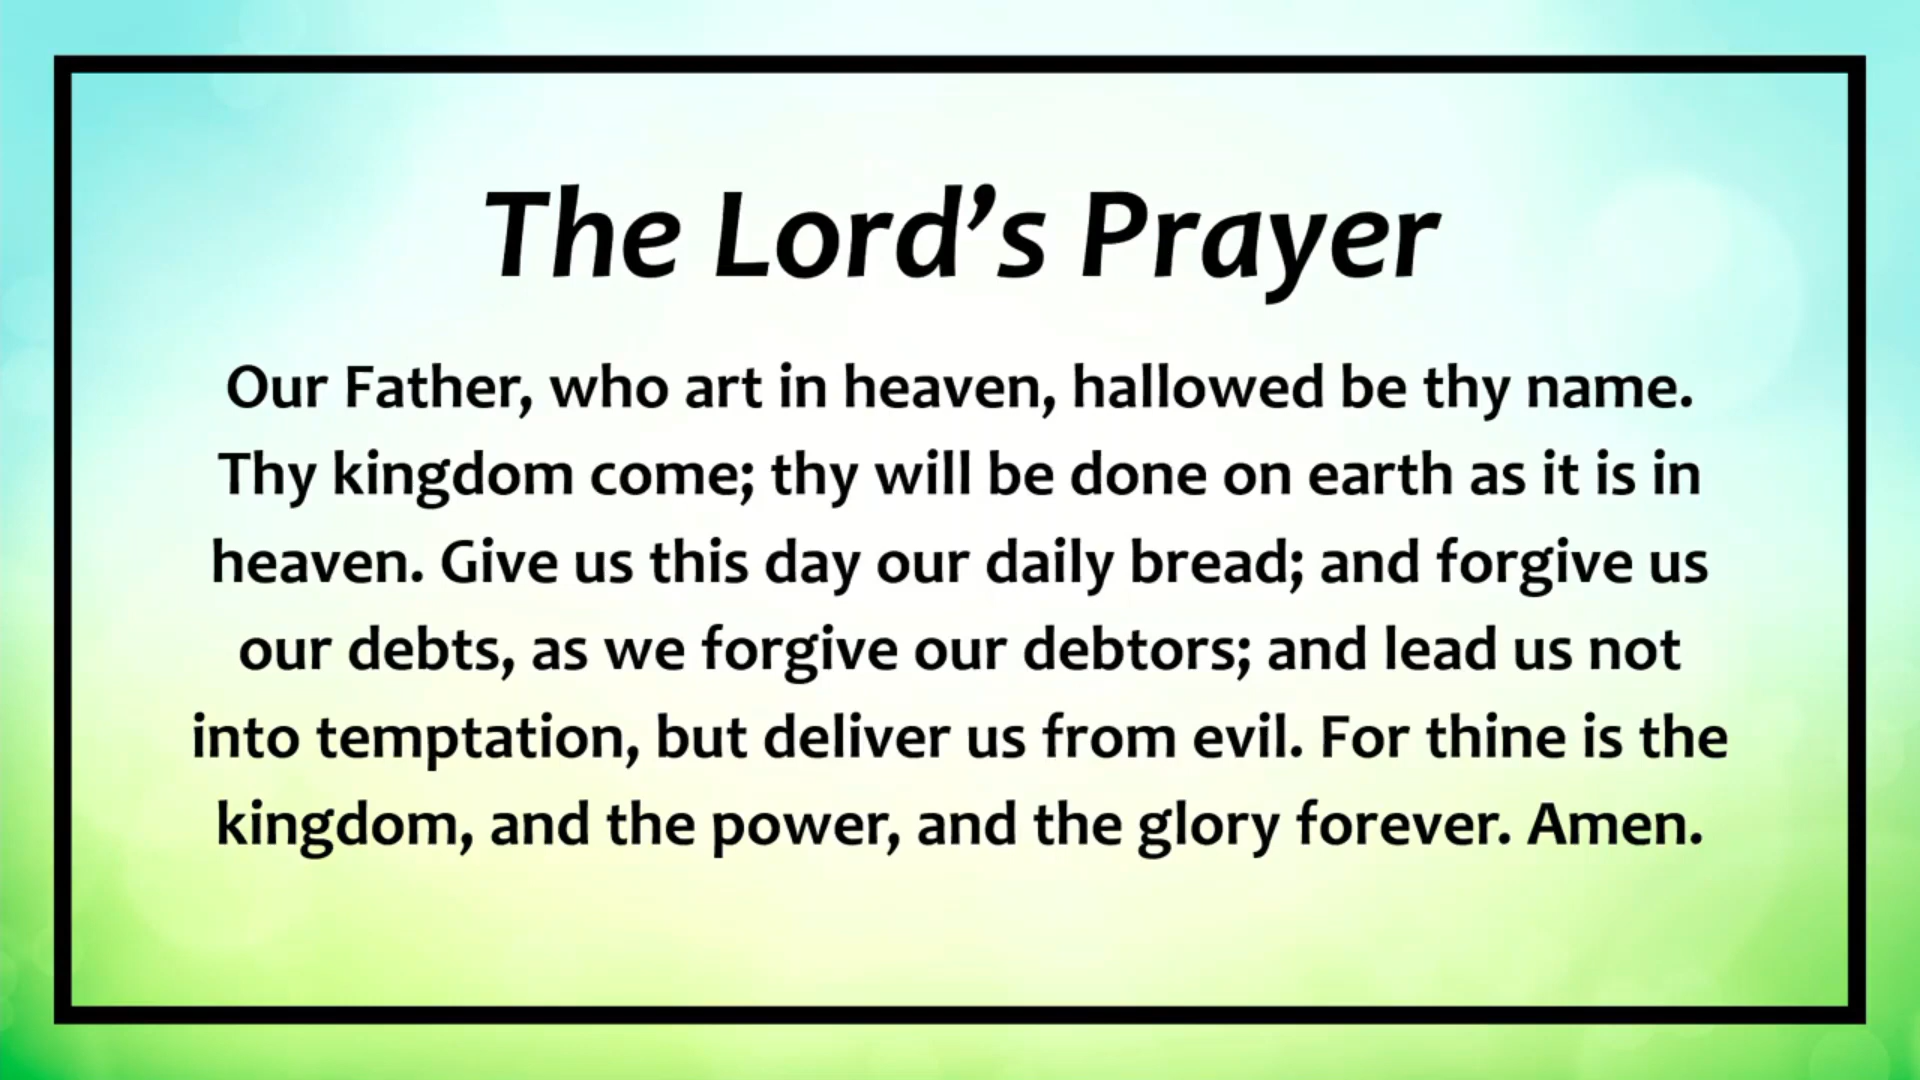 The Lord’s Prayer
Our Father, who art in heaven, hallowed be thy name.
Thy kingdom come; thy will be done on earth as it is in
heaven. Give us this day our daily bread; and forgive us
our debts, as we forgive our debtors; and lead us not
into temptation, but deliver us from evil. For thine is the
kingdom, and the power, and the glory forever. Amen.